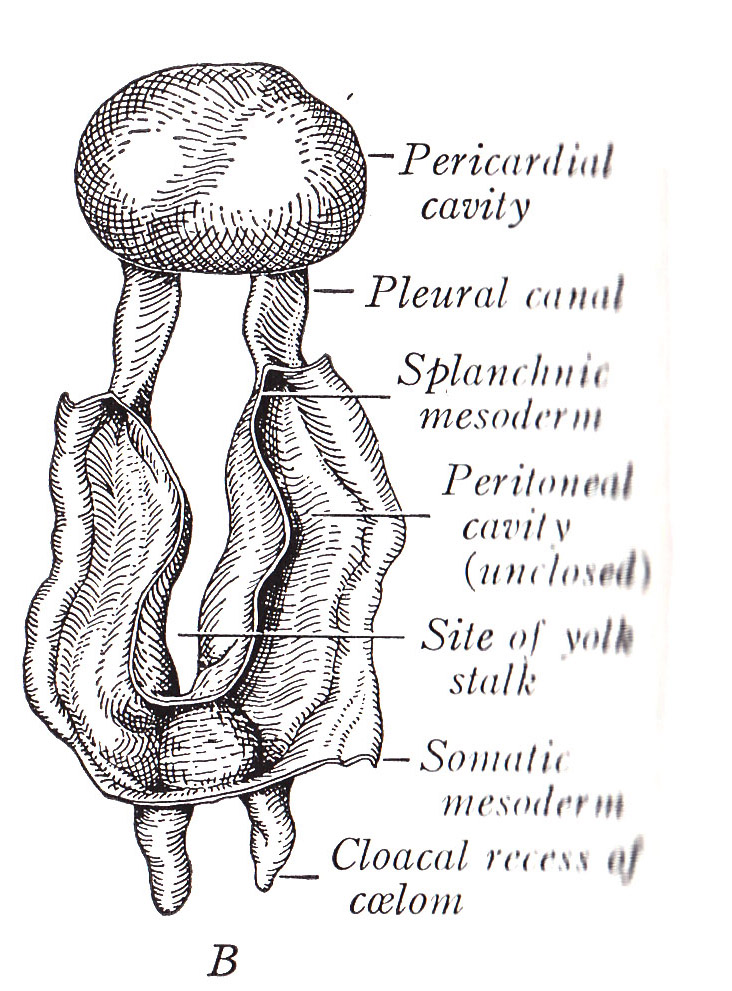 Pericardial
cavity
Pleural canal
Splanchnic
mesoderm
Peritoneal
cavity
(unclosed)
Site of yolk
stalk
Somatic
mesoderm
Cloacal recess of
cœlom
B